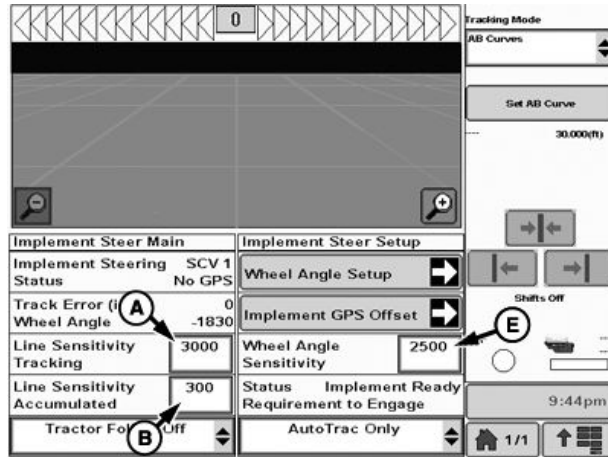 0
Tracking Mode
AB Curves
Set AB Curve
30.000(ft)
Shifts Off
9:44pm
1/1
Implement Steer Main
Implement Steering SCV 1
Status No GPS
Track Error (i 0
Wheel Angle -1830
Line Sensitivity 3000
Tracking
Line Sensitivity 300
Accumulated
Tractor Fol Off
Implement Steer Setup
Wheel Angle Setup
Implement GPS Offset
Wheel Angle 2500
Sensitivity
Status Implement Ready
Requirement to Engage
AutoTrac Only
A
B
E